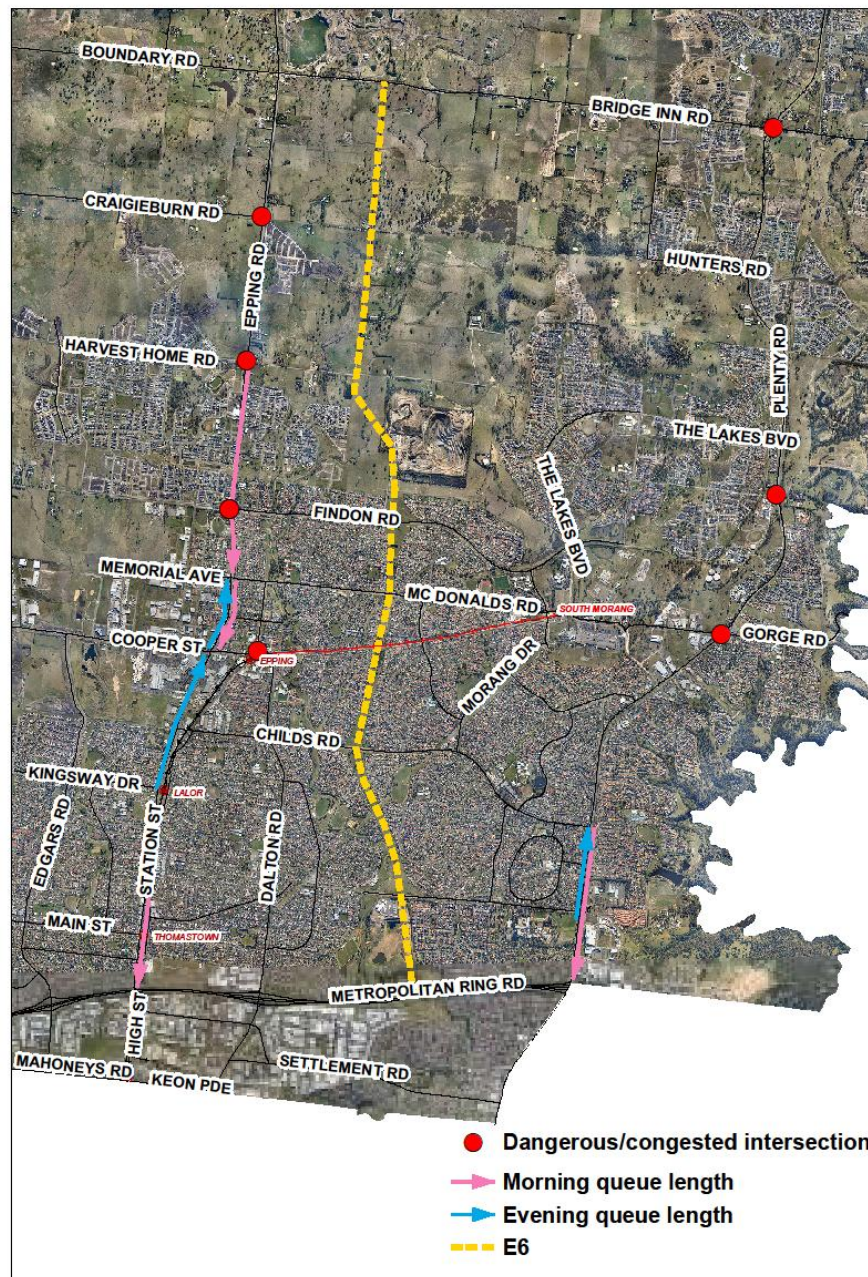 BOUNDARY RD
BRIDGE INN RD
CRAIGIEBURN RD
EPPING RD
HUNTERS RD
HARVEST HOME RD
PLENTY RD
THE LAKES BVD
THE LAKES BVD
FINDON RD
MEMORIAL AVE
MC DONALDS RD
SOUTH MORANG
COOPER ST
GORGE RD
EPPING
MORANG DR
CHILDS RD
KINGSWAY DR
LALOR
EDGARS RD
STATION ST
DALTON RD
MAIN ST
THOMASTOWN
METROPOLITAN RING RD
HIGH ST
MAHONEYS RD
KEON PDE
SETTLEMENT RD
Dangerous/congested intersection
Morning queue length
Evening queue length
E6